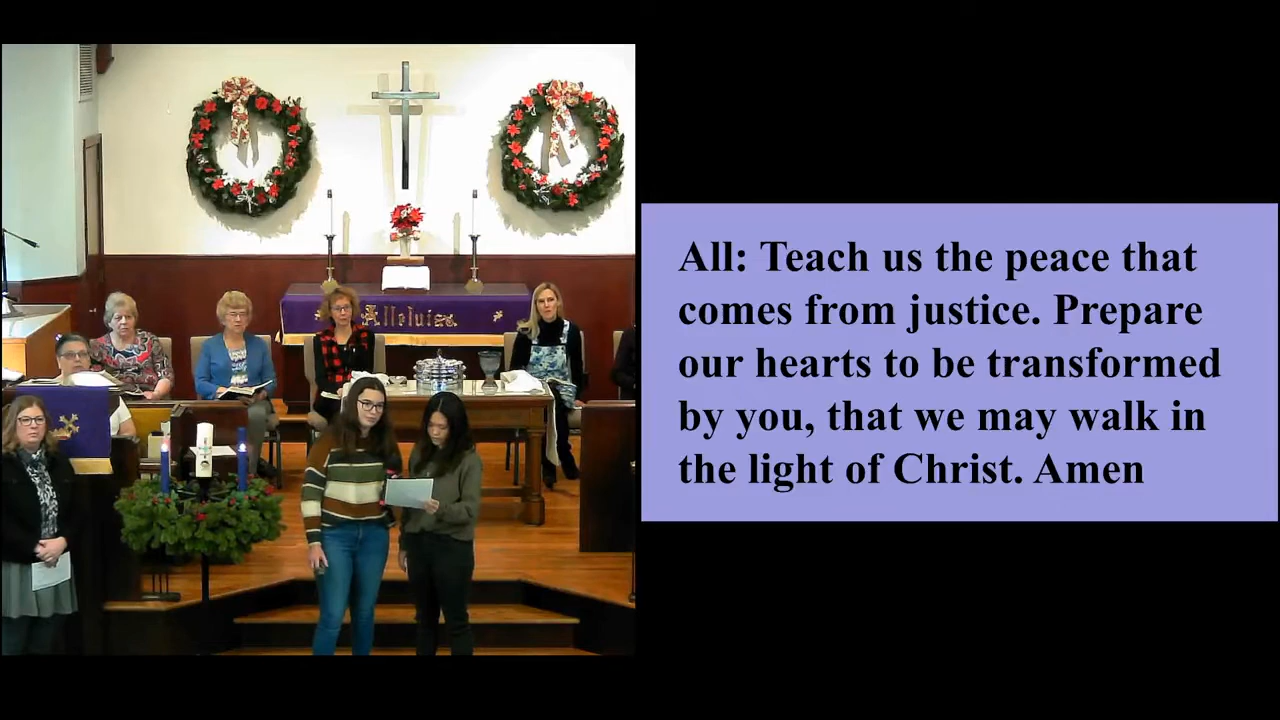 Alleluias
All: Teach us the peace that
comes from justice. Prepare
our hearts to be transformed
by you, that we may walk in
the light of Christ. Amen